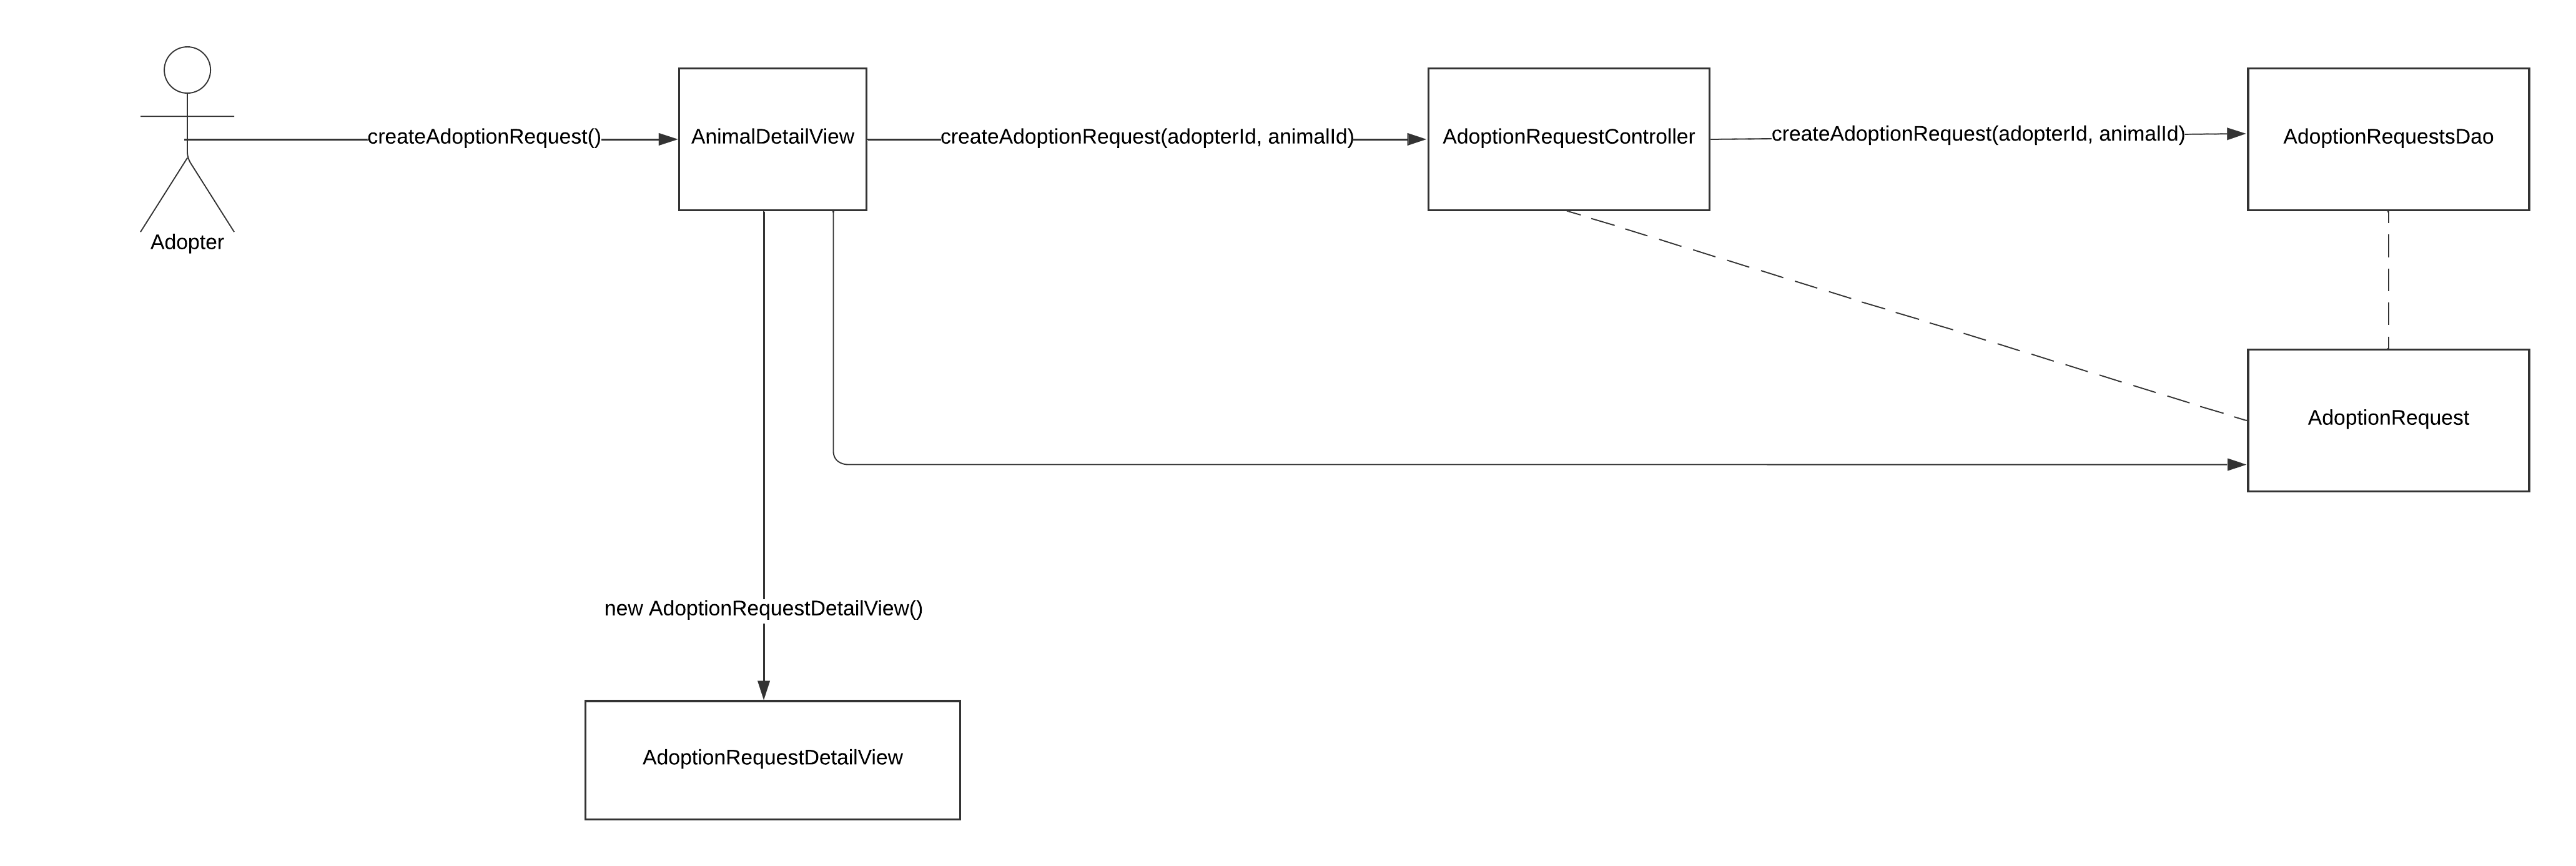 createAdoptionRequest()
AnimalDetailView
createAdoptionRequest(adopterId, animalId)
AdoptionRequestController
createAdoptionRequest(adopterId, animalId)
AdoptionRequestsDao
Adopter
AdoptionRequest
new AdoptionRequestDetailView()
AdoptionRequestDetailView